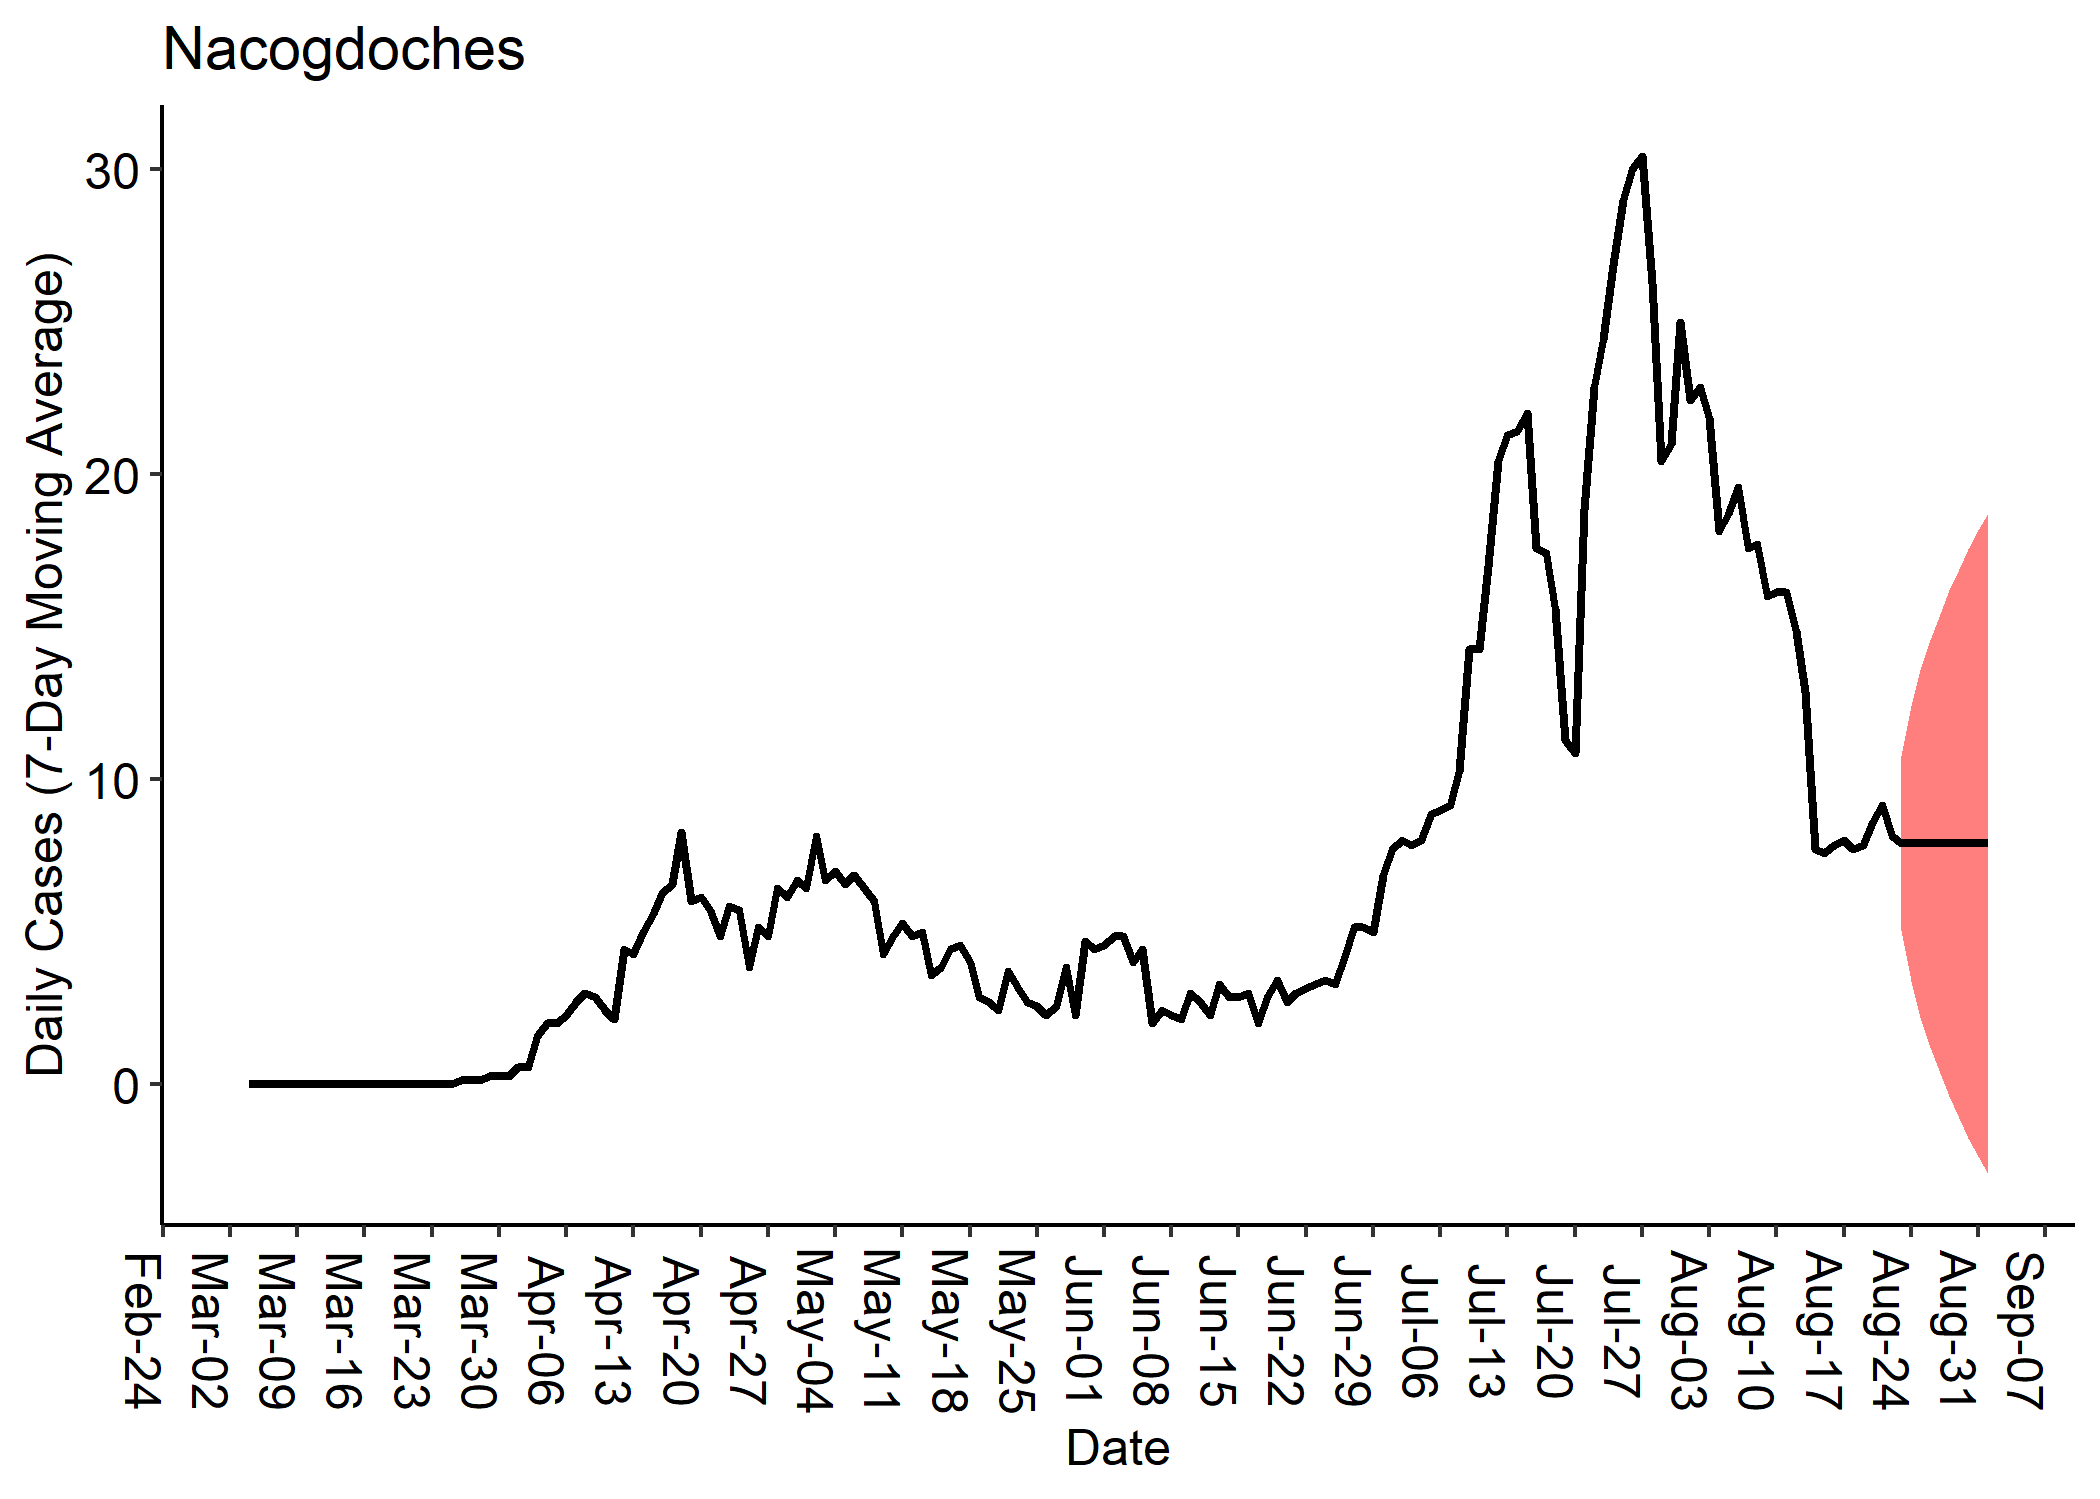 Nacogdoches
Daily Cases (7-Day Moving Average)
30
20
10
0
Feb-24
Mar-02
Mar-09
Mar-16
Mar-23
Mar-30
Apr-06
Apr-13
Apr-20
Apr-27
May-04
May-11
May-18
May-25
Jun-01
Jun-08
Jun-15
Jun-22
Jun-29
Jul-06
Jul-13
Jul-20
Jul-27
Aug-03
Aug-10
Aug-17
Aug-24
Aug-31
Sep-07
Date